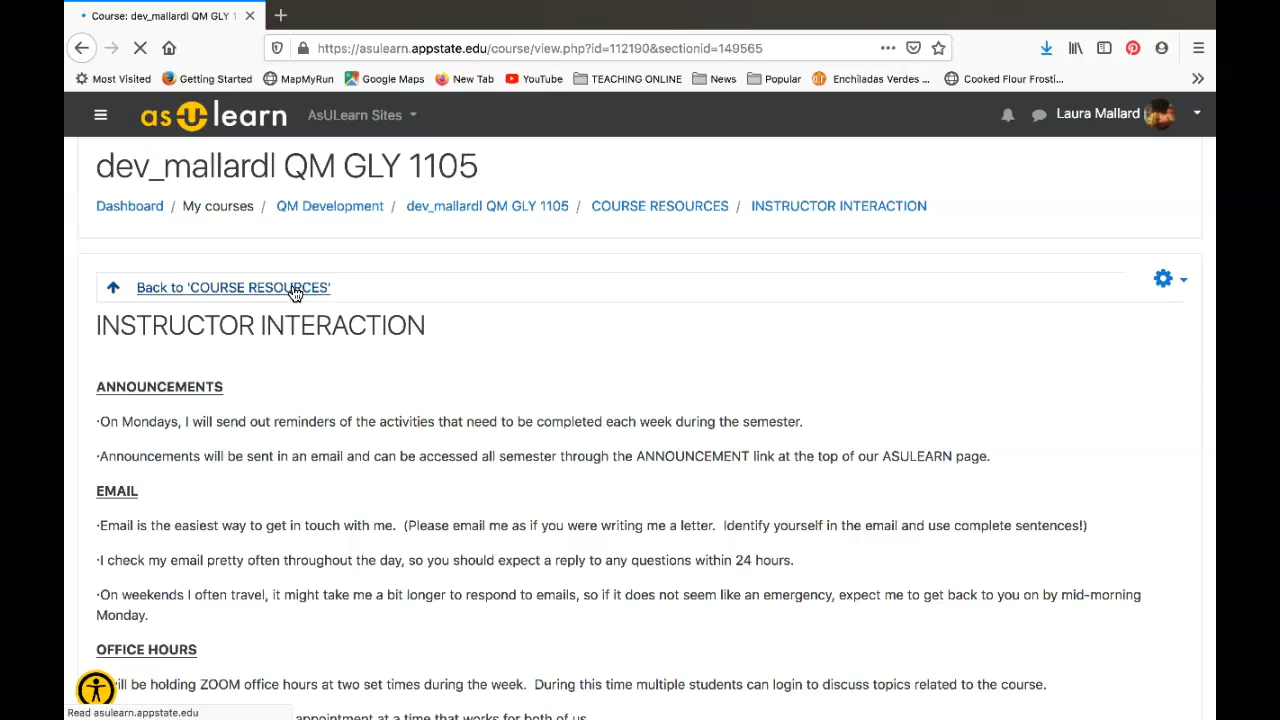 Course: dev_mallardl QM GLY 1
https://asulearn.appstate.edu/course/view.php?id=112190&sectionid=149565
Most Visited Getting Started MapMyRun Google Maps New Tab YouTube TEACHING ONLINE News Popular Enchiladas Verdes ... Cooked Flour Frosti...
asULearn AsULearn Sites Laura Mallard
dev_mallardl QM GLY 1105
Dashboard / My courses / QM Development / dev_mallardl QM GLY 1105 / COURSE RESOURCES / INSTRUCTOR INTERACTION
Back to 'COURSE RESOURCES'
INSTRUCTOR INTERACTION
ANNOUNCEMENTS
·On Mondays, I will send out reminders of the activities that need to be completed each week during the semester.
·Announcements will be sent in an email and can be accessed all semester through the ANNOUNCEMENT link at the top of our ASULEARN page.
EMAIL
·Email is the easiest way to get in touch with me. (Please email me as if you were writing me a letter. Identify yourself in the email and use complete sentences!)
·I check my email pretty often throughout the day, so you should expect a reply to any questions within 24 hours.
·On weekends I often travel, it might take me a bit longer to respond to emails, so if it does not seem like an emergency, expect me to get back to you on by mid-morning
Monday.
OFFICE HOURS
will be holding ZOOM office hours at two set times during the week. During this time multiple students can login to discuss topics related to the course.
Read asulearn.appstate.edu
appointment at a time that works for both of us.